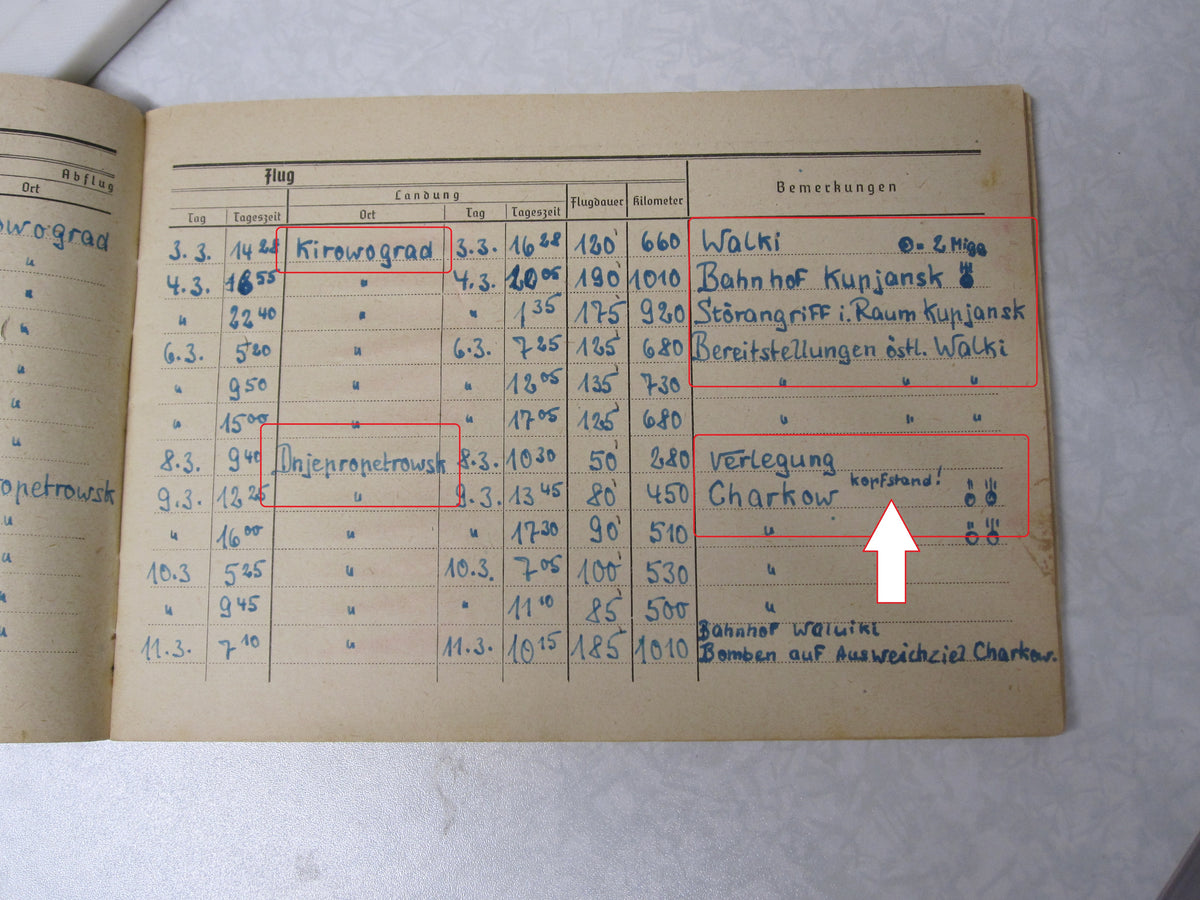 Flug
Abflug
Landung
Bemerkungen
Ort
Tag Tageszeit Ort Tag Tageszeit Flugdauer Kilometer
owograd 3.3. 14 28 Kirowograd 3.3. 16 28 120' 660 Walki = 2 Migg
" 4.3. 1655 " 4.3. 2005 190' 1010 Bahnhof Kupjansk
" " 22 40 " " 1 35 175' 920 Störangriff i. Raum Kupjansk
" 6.3. 5 20 " 6.3. 7 25 125' 680 Bereitstellungen östl. Walki
" " 9 50 " " 12 05 135' 730 " " "
" " 15 00 " " 17 05 125' 680 " " "
" 8.3. 9 40 Dnjepropetrowsk 8.3. 10 30 50' 280 Verlegung
opetrowsk 9.3. 12 25 " 9.3. 13 45 80' 450 Charkow kopfstand!
" " 16 00 " " 17 30 90' 510 "
" 10.3 5 25 " 10.3. 7 05 100' 530 "
" " 9 45 " " 11 10 85' 500 "
Bahnhof Waluiki
" 11.3. 7 10 " 11.3. 10 15 185' 1010 Bomben auf Ausweichziel Charkow.